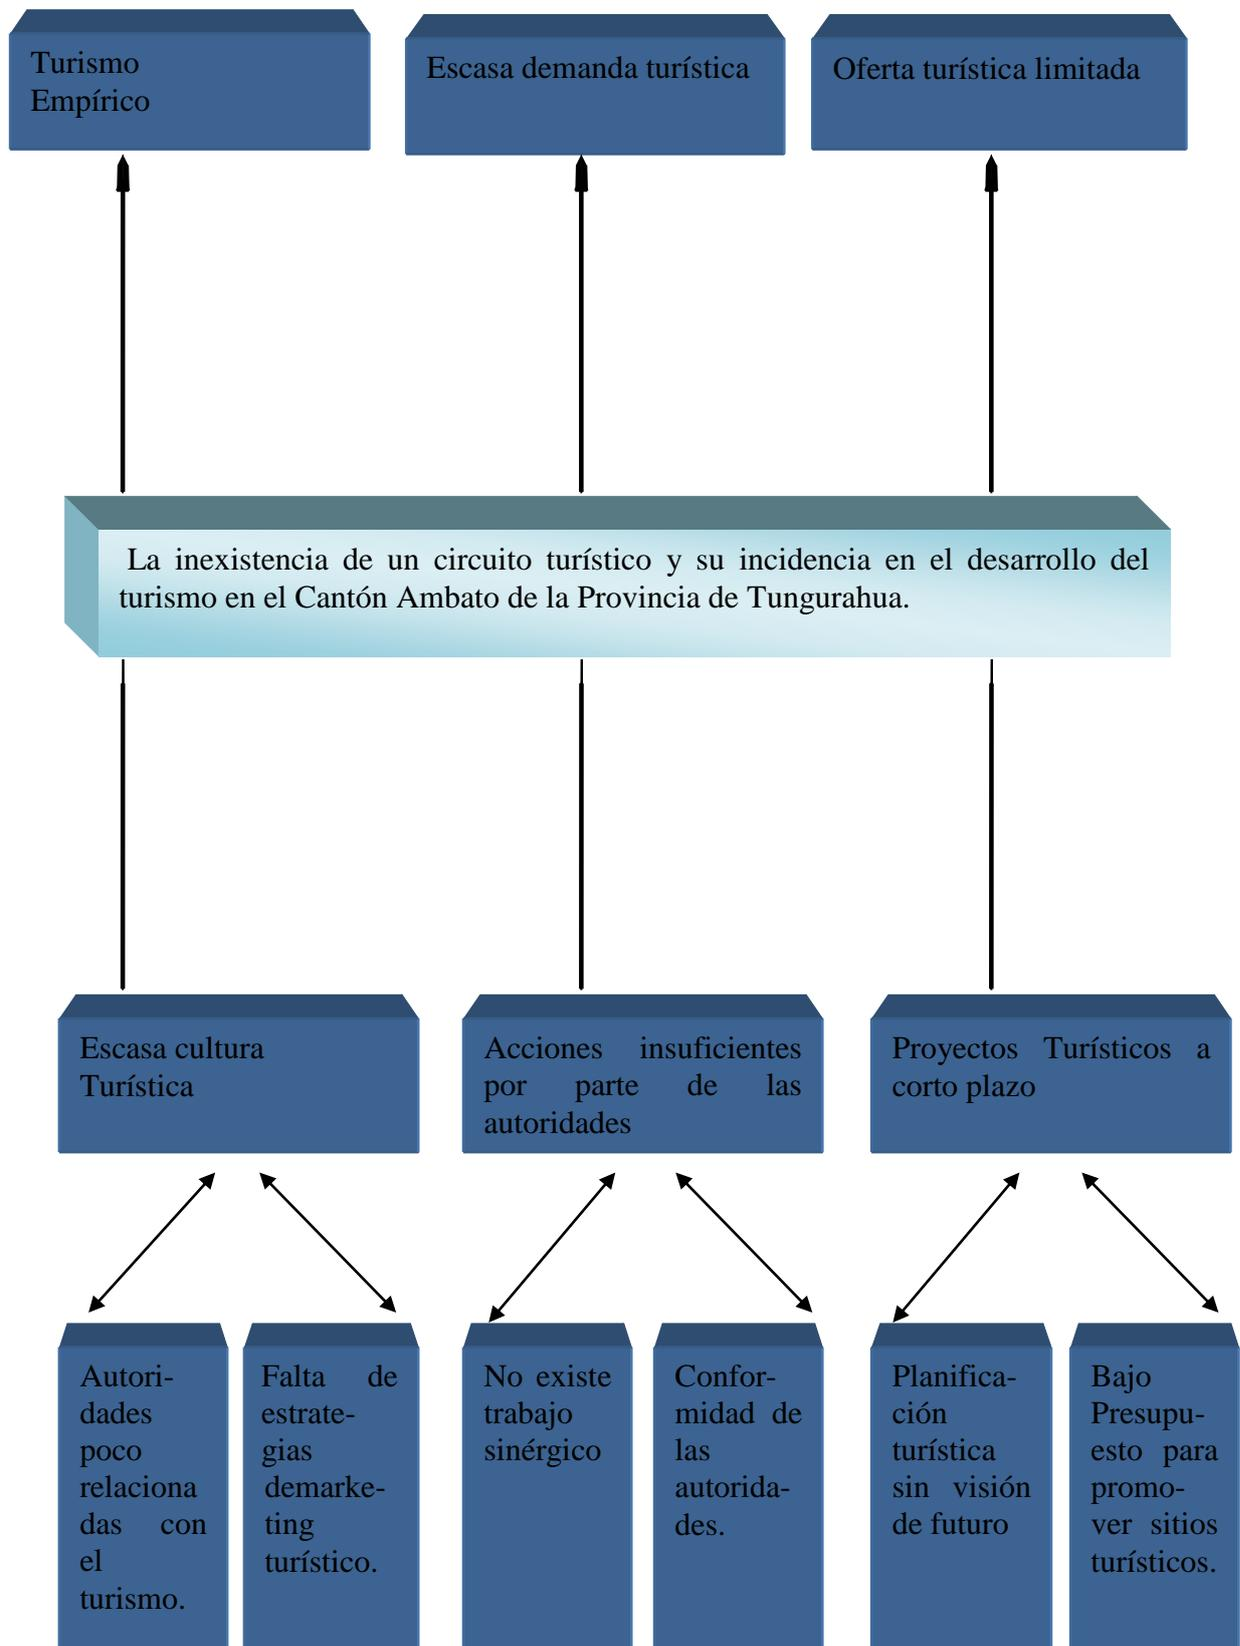 Turismo
Empírico
Escasa demanda turística
Oferta turística limitada
La inexistencia de un circuito turístico y su incidencia en el desarrollo del
turismo en el Cantón Ambato de la Provincia de Tungurahua.
Escasa cultura
Turística
Acciones insuficientes
por parte de las
autoridades
Proyectos Turísticos a
corto plazo
Autori-
dades
poco
relaciona
das con
el
turismo.
Falta de
estrate-
gias
demarke-
ting
turístico.
No existe
trabajo
sinérgico
Confor-
midad de
las
autorida-
des.
Planifica-
ción
turística
sin visión
de futuro
Bajo
Presupu-
esto para
promo-
ver sitios
turísticos.